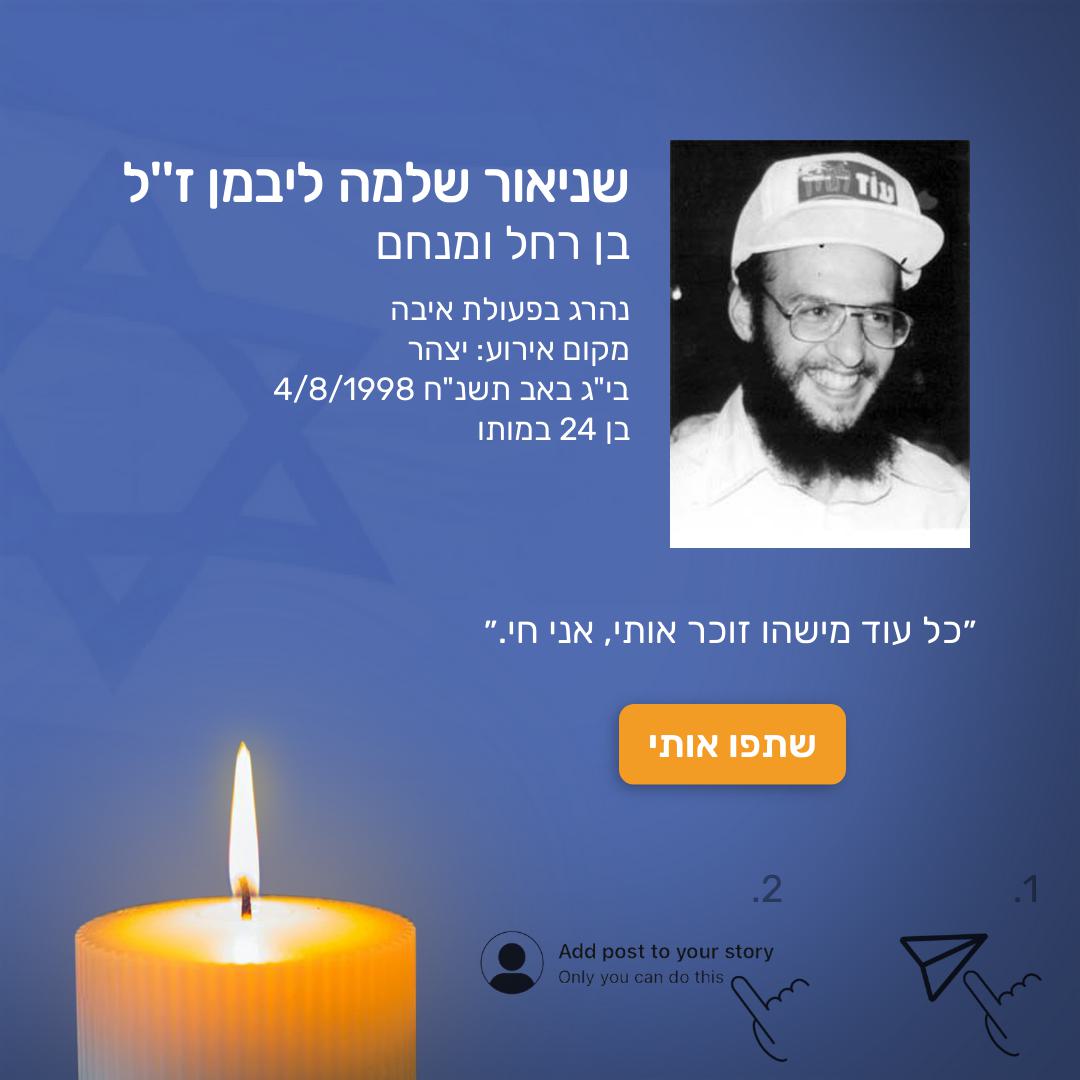 עוד
שניאור שלמה ליבמן ז"ל
בן רחל ומנחם
נהרג בפעולת איבה
מקום אירוע: יצהר
בי"ג באב תשנ"ח 4/8/1998
בן 24 במותו
״כל עוד מישהו זוכר אותי, אני חי.״
שתפו אותי
1.
2.
Add post to your story
Only you can do this